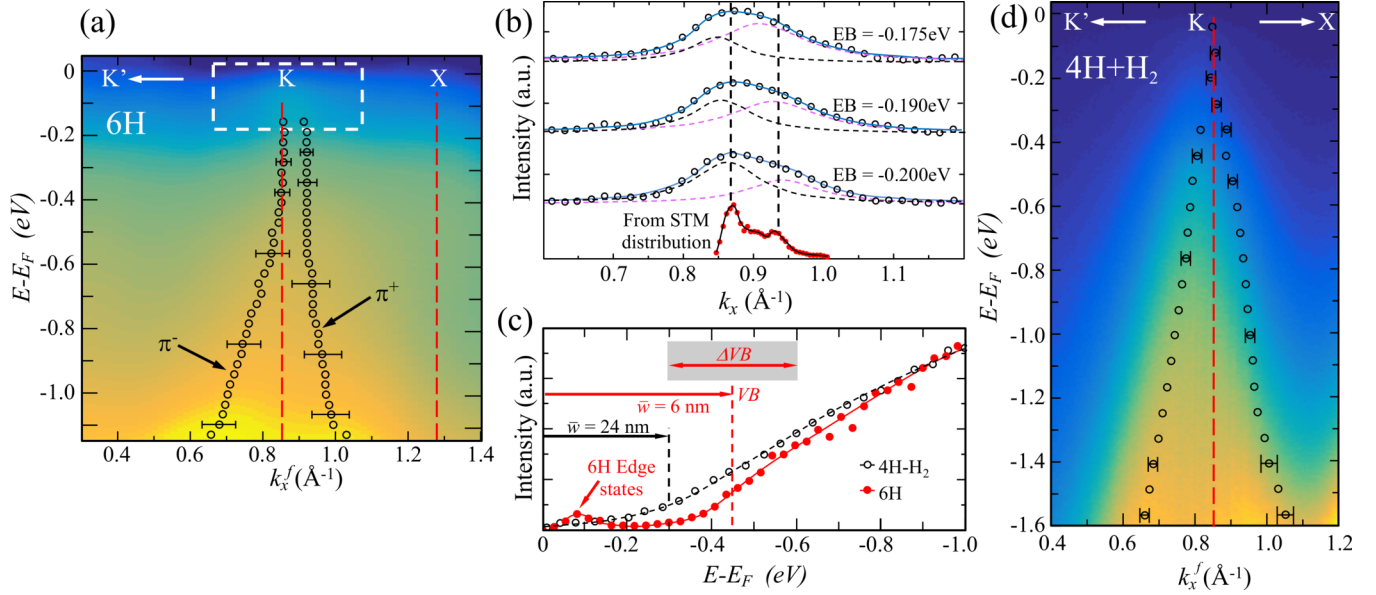 (a)
K' K X
6H
π⁻
π⁺
0
-0.2
-0.4
-0.6
-0.8
-1.0
E-E_F (eV)
0.4 0.6 0.8 1.0 1.2 1.4
k_x^f(Å⁻¹)
(b)
EB = -0.175eV
EB = -0.190eV
EB = -0.200eV
From STM
distribution
Intensity (a.u.)
0.7 0.8 0.9 1.0 1.1
k_x (Å⁻¹)
(c)
ΔVB
VB
w̄ = 6 nm
w̄ = 24 nm
6H Edge
states
4H-H₂
6H
Intensity (a.u.)
0 -0.2 -0.4 -0.6 -0.8 -1.0
E-E_F (eV)
(d)
K' K X
4H+H₂
0
-0.2
-0.4
-0.6
-0.8
-1.0
-1.2
-1.4
-1.6
E-E_F (eV)
0.4 0.6 0.8 1.0 1.2
k_x^f(Å⁻¹)